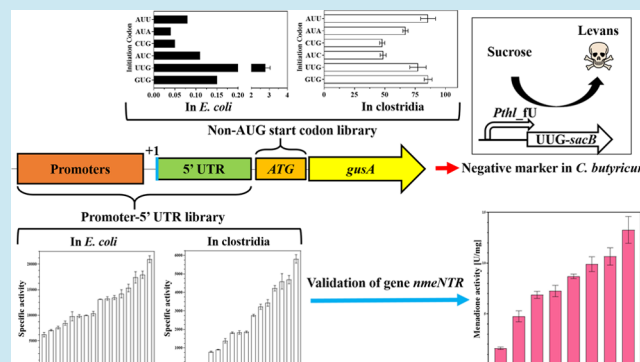 Initiation Codon
AUU
AUA
CUG
AUC
UUG
GUG
0.00 0.05 0.10 0.15 0.20 2 3 4
In E. coli
Initiation Codon
AUU
AUA
CUG
AUC
UUG
GUG
0 25 50 75 100
In clostridia
Non-AUG start codon library
Sucrose
Levans
Pthl_fU
UUG-sacB
Negative marker in C. butyricum
+1
Promoters
5' UTR
ATG
gusA
Promoter-5' UTR library
In E. coli
Specific activity
In clostridia
Specific activity
Validation of gene nmeNTR
Menadione activity [U/mg]